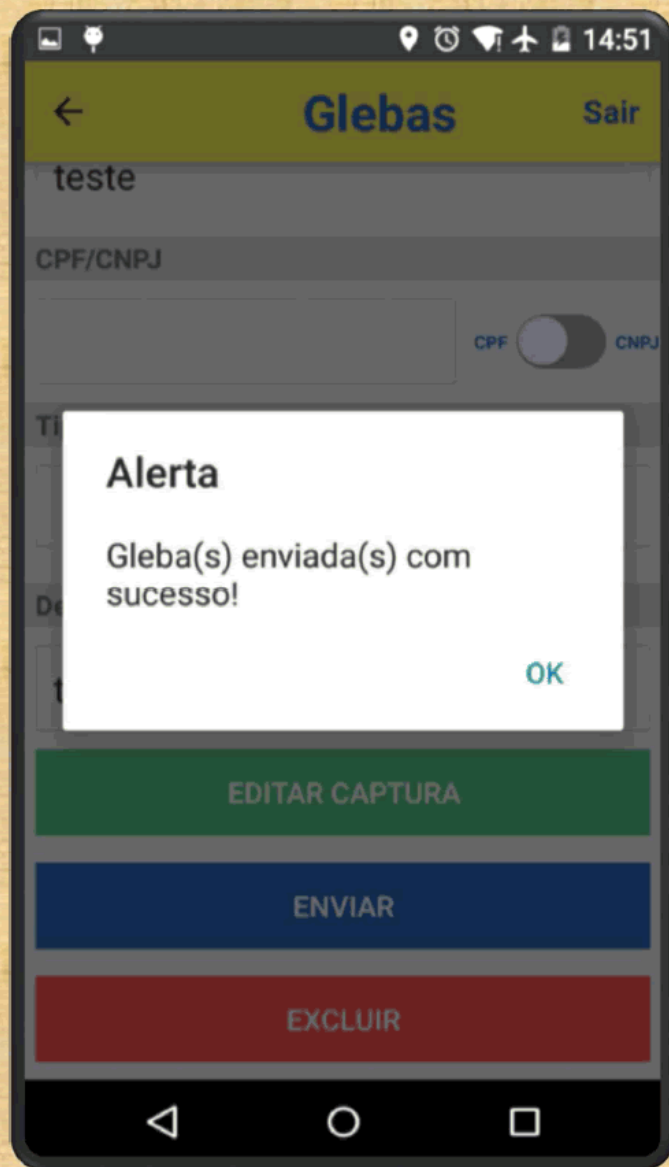 14:51
Glebas
Sair
teste
CPF/CNPJ
CPF
CNPJ
Alerta
Gleba(s) enviada(s) com
sucesso!
OK
EDITAR CAPTURA
ENVIAR
EXCLUIR